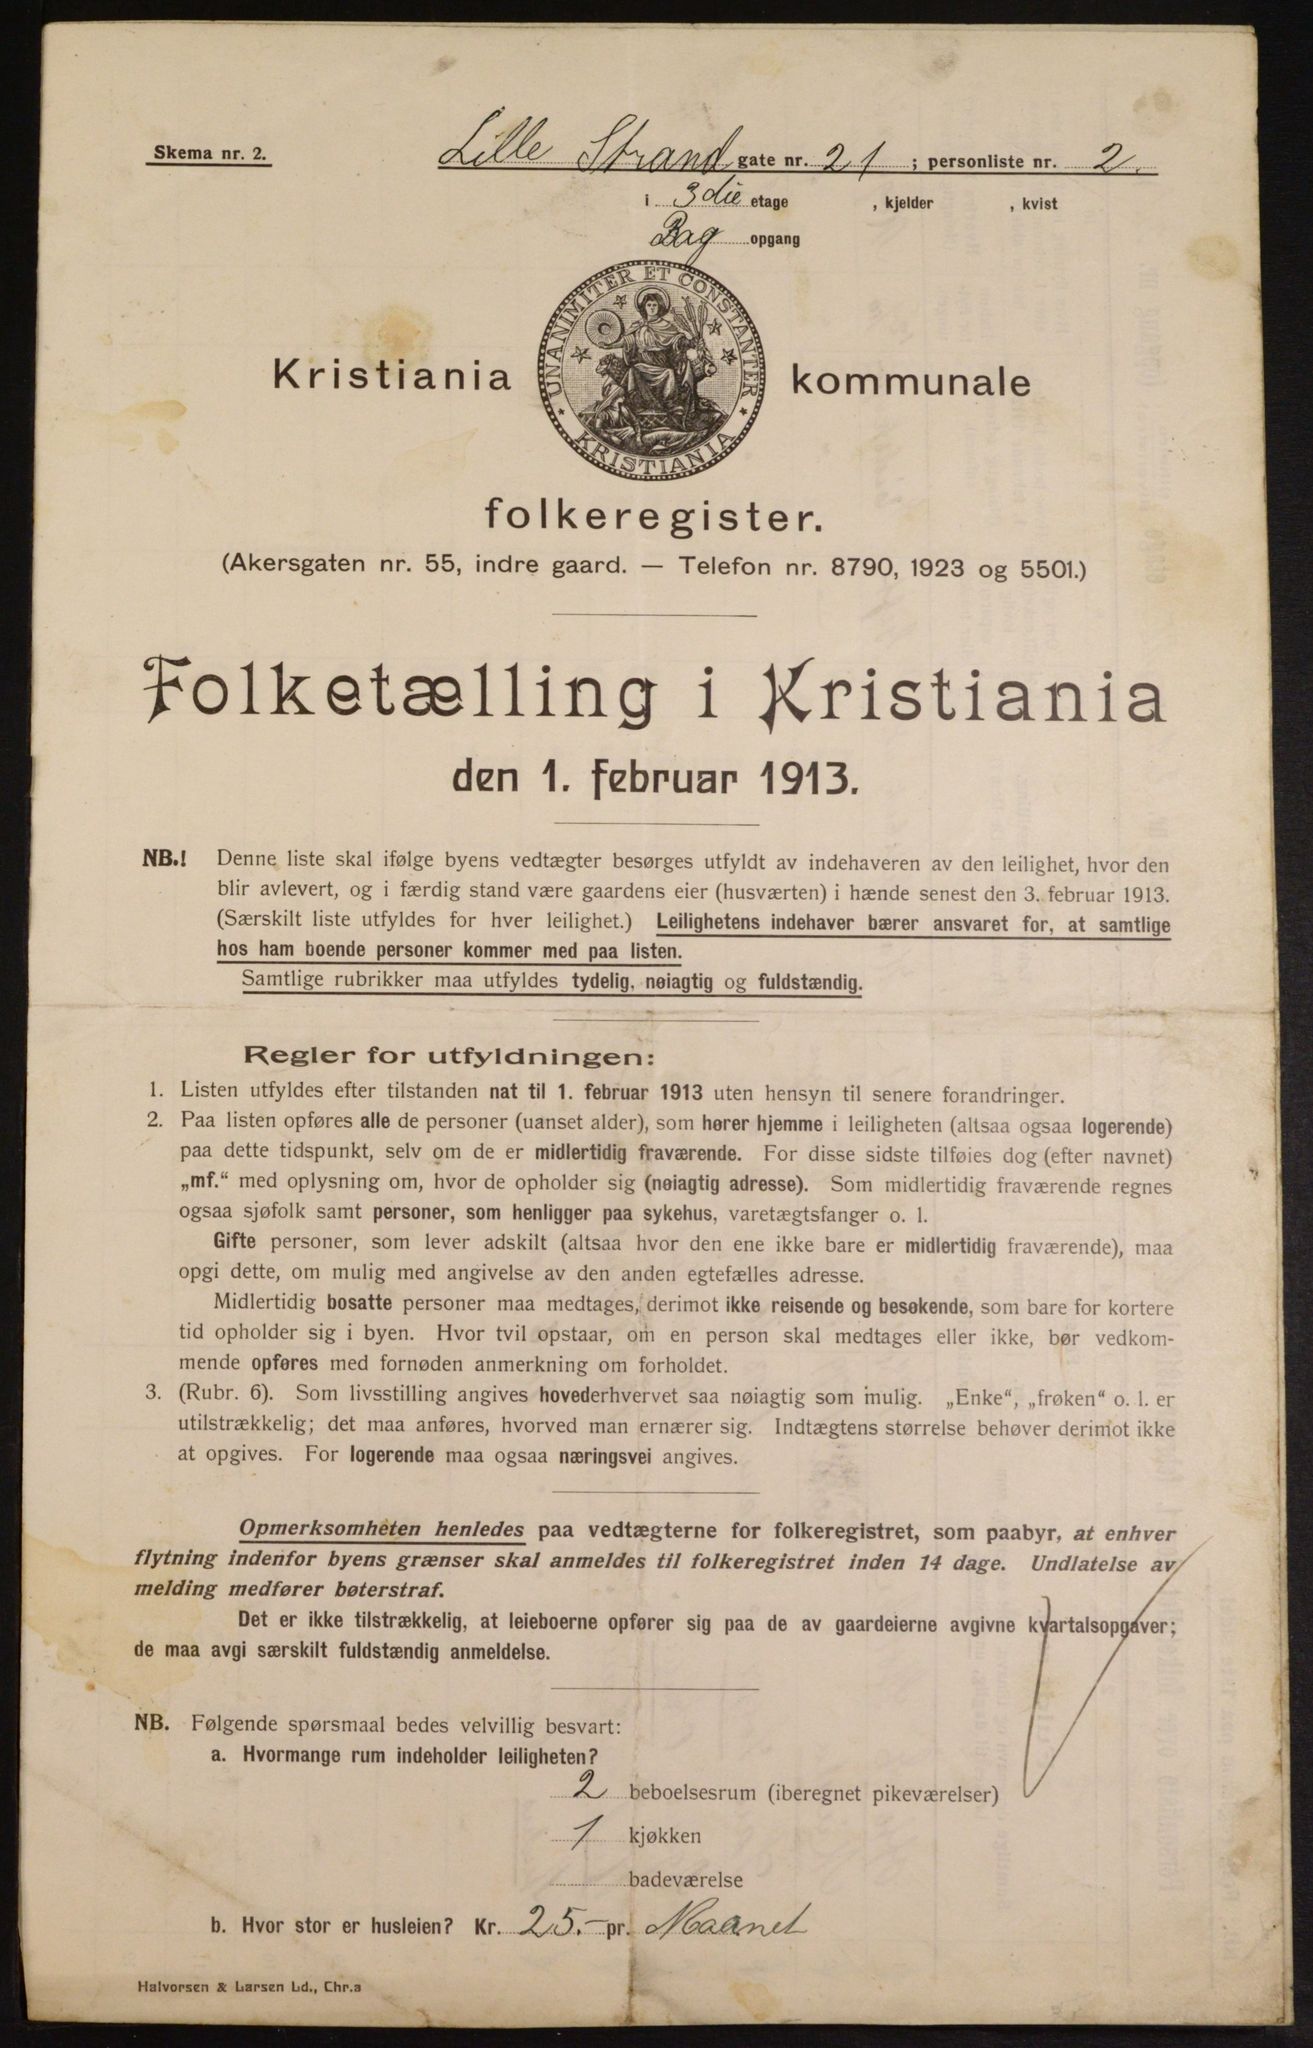 Skema nr. 2.
Lille Strand gate nr. 21 ; personliste nr. 2.
i 3die etage , kjelder , kvist
Bag opgang
UNANIMITER ET CONSTANTER
KRISTIANIA
Kristiania kommunale
folkeregister.
(Akersgaten nr. 55, indre gaard. — Telefon nr. 8790, 1923 og 5501.)
Folketælling i Kristiania
den 1. februar 1913.
NB.! Denne liste skal ifølge byens vedtægter besørges utfyldt av indehaveren av den leilighet, hvor den
blir avlevert, og i færdig stand være gaardens eier (husværten) i hænde senest den 3. februar 1913.
(Særskilt liste utfyldes for hver leilighet.) Leilighetens indehaver bærer ansvaret for, at samtlige
hos ham boende personer kommer med paa listen.
Samtlige rubrikker maa utfyldes tydelig, nøiagtig og fuldstændig.
Regler for utfyldningen:
1. Listen utfyldes efter tilstanden nat til 1. februar 1913 uten hensyn til senere forandringer.
2. Paa listen opføres alle de personer (uanset alder), som hører hjemme i leiligheten (altsaa ogsaa logerende)
paa dette tidspunkt, selv om de er midlertidig fraværende. For disse sidste tilføies dog (efter navnet)
„mf.“ med oplysning om, hvor de opholder sig (nøiagtig adresse). Som midlertidig fraværende regnes
ogsaa sjøfolk samt personer, som henligger paa sykehus, varetægtsfanger o. l.
Gifte personer, som lever adskilt (altsaa hvor den ene ikke bare er midlertidig fraværende), maa
opgi dette, om mulig med angivelse av den anden egtefælles adresse.
Midlertidig bosatte personer maa medtages, derimot ikke reisende og besøkende, som bare for kortere
tid opholder sig i byen. Hvor tvil opstaar, om en person skal medtages eller ikke, bør vedkom-
mende opføres med fornøden anmerkning om forholdet.
3. (Rubr. 6). Som livsstilling angives hovederhvervet saa nøiagtig som mulig. „Enke“, „frøken“ o. l. er
utilstrækkelig; det maa anføres, hvorved man ernærer sig. Indtægtens størrelse behøver derimot ikke
at opgives. For logerende maa ogsaa næringsvei angives.
Opmerksomheten henledes paa vedtægterne for folkeregistret, som paabyr, at enhver
flytning indenfor byens grænser skal anmeldes til folkeregistret inden 14 dage. Undlatelse av
melding medfører bøterstraf.
Det er ikke tilstrækkelig, at leieboerne opfører sig paa de av gaardeierne avgivne kvartalsopgaver;
de maa avgi særskilt fuldstændig anmeldelse.
NB. Følgende spørsmaal bedes velvillig besvart:
a. Hvormange rum indeholder leiligheten?
2 beboelsesrum (iberegnet pikeværelser)
1 kjøkken
badeværelse
b. Hvor stor er husleien? Kr. 25.- pr. Maanet
Halvorsen & Larsen Ld., Chr.a